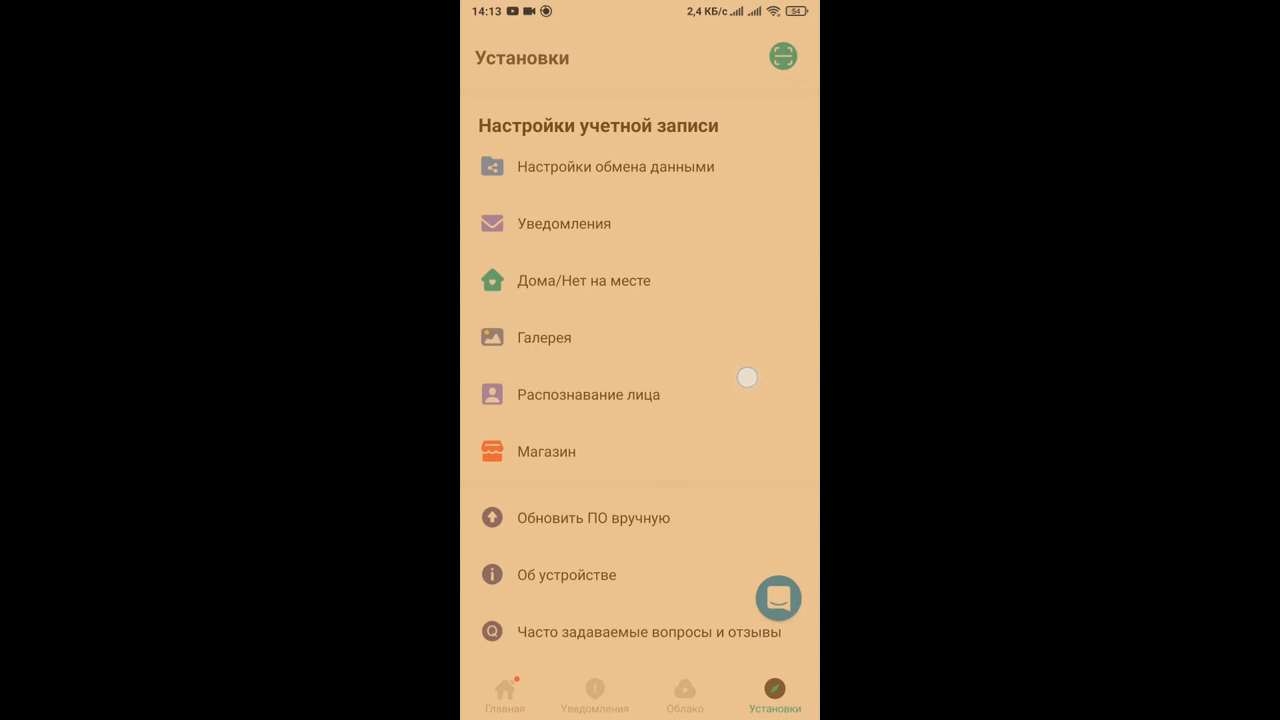 14:13
2,4 КБ/с
54
Установки
Настройки учетной записи
Настройки обмена данными
Уведомления
Дома/Нет на месте
Галерея
Распознавание лица
Магазин
Обновить ПО вручную
Об устройстве
Часто задаваемые вопросы и отзывы
Главная
Уведомления
Облако
Установки